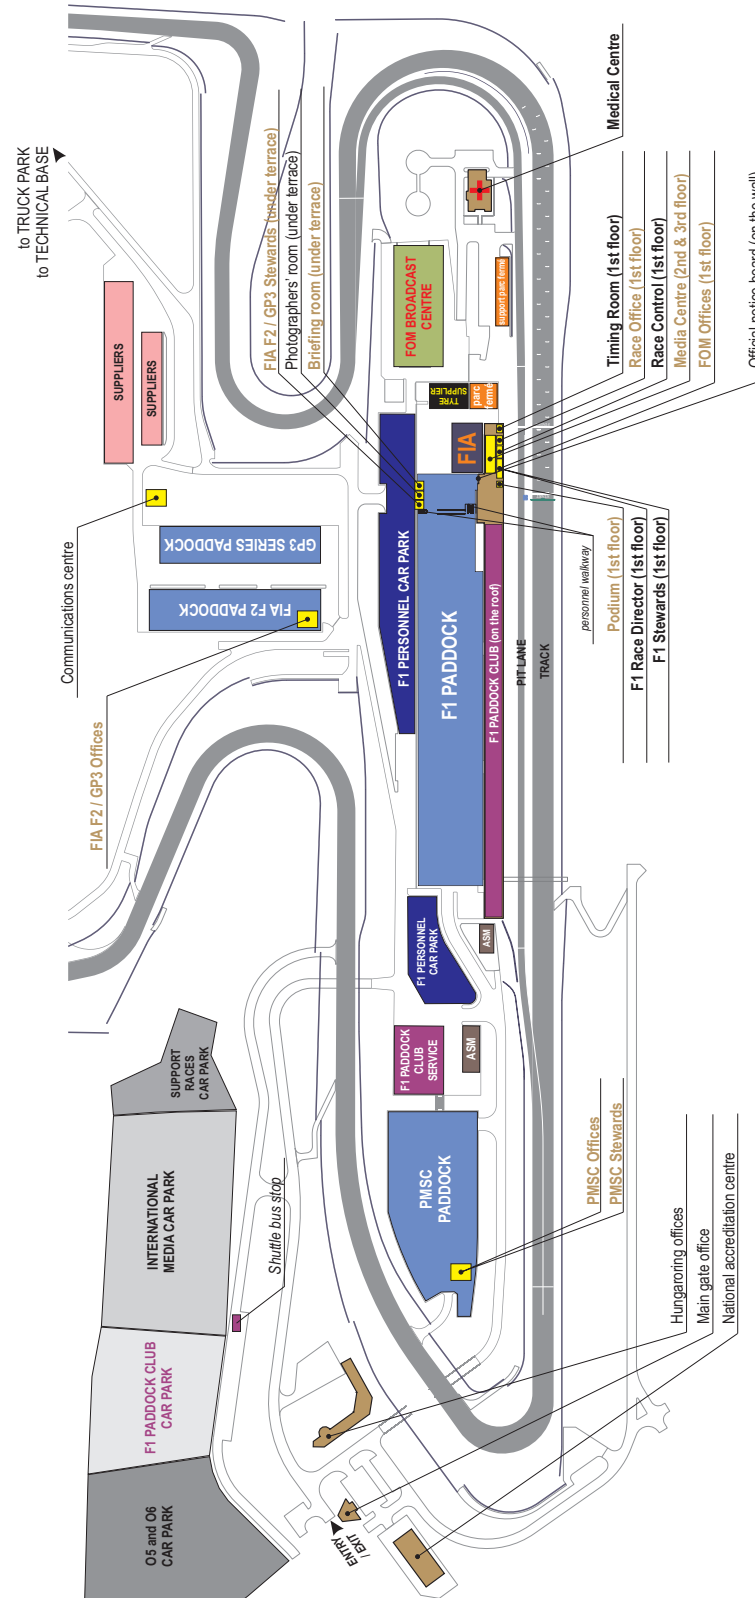 to TRUCK PARK
to TECHNICAL BASE
Medical Centre
FIA F2 / GP3 Stewards (under terrace)
Photographers' room (under terrace)
Briefing room (under terrace)
SUPPLIERS
SUPPLIERS
FOM BROADCAST
CENTRE
support parc fermé
TYRE
SUPPLIER
parc
fermé
FIA
Timing Room (1st floor)
Race Office (1st floor)
Race Control (1st floor)
Media Centre (2nd & 3rd floor)
FOM Offices (1st floor)
Official notice board (on the wall)
Communications centre
GP3 SERIES PADDOCK
FIA F2 PADDOCK
FIA F2 / GP3 Offices
F1 PERSONNEL CAR PARK
F1 PADDOCK
F1 PADDOCK CLUB (on the roof)
PIT LANE
TRACK
personnel walkway
Podium (1st floor)
F1 Race Director (1st floor)
F1 Stewards (1st floor)
F1 PERSONNEL
CAR PARK
ASM
F1 PADDOCK
CLUB
SERVICE
ASM
SUPPORT
RACES
CAR PARK
INTERNATIONAL
MEDIA CAR PARK
Shuttle bus stop
PMSC
PADDOCK
PMSC Offices
PMSC Stewards
F1 PADDOCK CLUB
CAR PARK
O5 and O6
CAR PARK
ENTRY
/ EXIT
Hungaroring offices
Main gate office
National accreditation centre